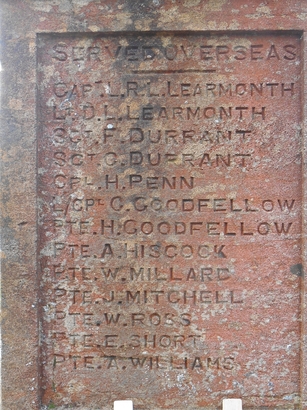 SERVED OVERSEAS
CAPT. L.R.L. LEARMONTH
LT. D.L. LEARMONTH
SGT. F. DURRANT
SGT. G. DURRANT
CPL. H. PENN
L/CPL C. GOODFELLOW
PTE. H. GOODFELLOW
PTE. A. HISCOCK
PTE. W. MILLARD
PTE. J. MITCHELL
PTE. W. ROSS
PTE. E. SHORT
PTE. A. WILLIAMS